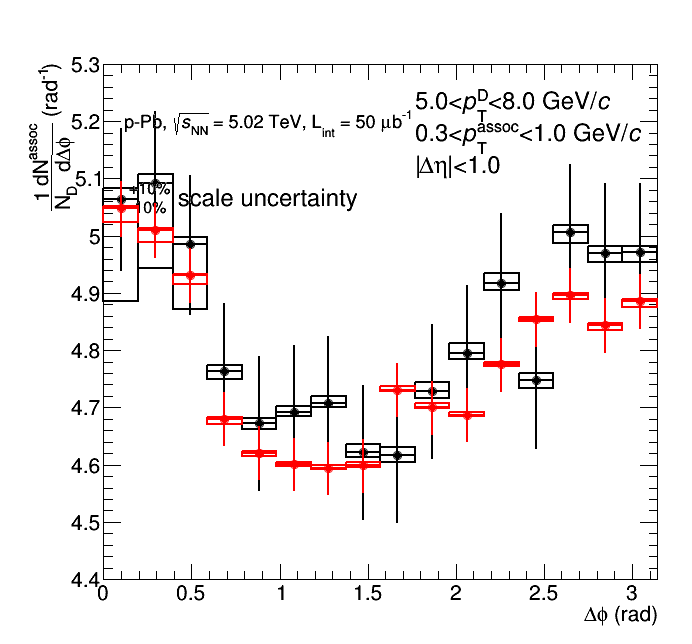 5.3
5.2
5.1
5
4.9
4.8
4.7
4.6
4.5
4.4
1 dN^assoc
N_D dΔϕ (rad⁻¹)
p-Pb, √s_NN = 5.02 TeV, L_int = 50 μb⁻¹
5.0<p_T^D<8.0 GeV/c
0.3<p_T^assoc<1.0 GeV/c
|Δη|<1.0
+10%
10% scale uncertainty
0 0.5 1 1.5 2 2.5 3
Δϕ (rad)